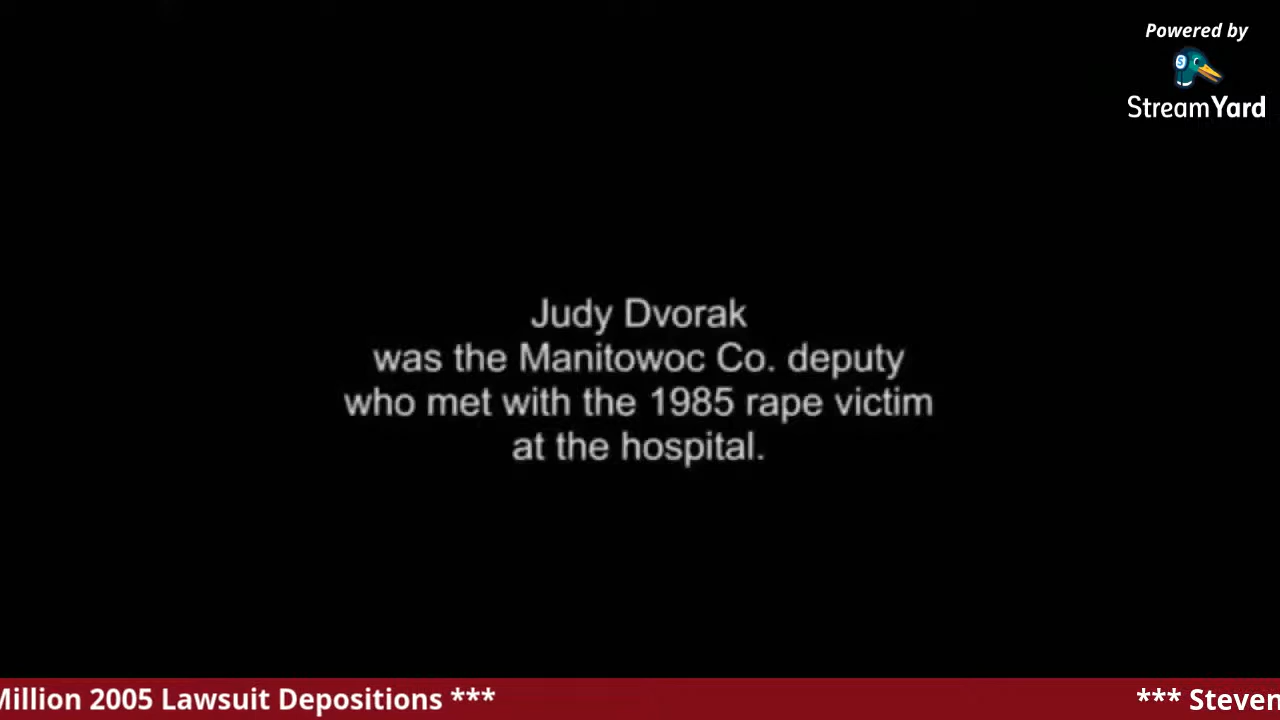 Powered by
StreamYard
Judy Dvorak
was the Manitowoc Co. deputy
who met with the 1985 rape victim
at the hospital.
Million 2005 Lawsuit Depositions *** *** Steven